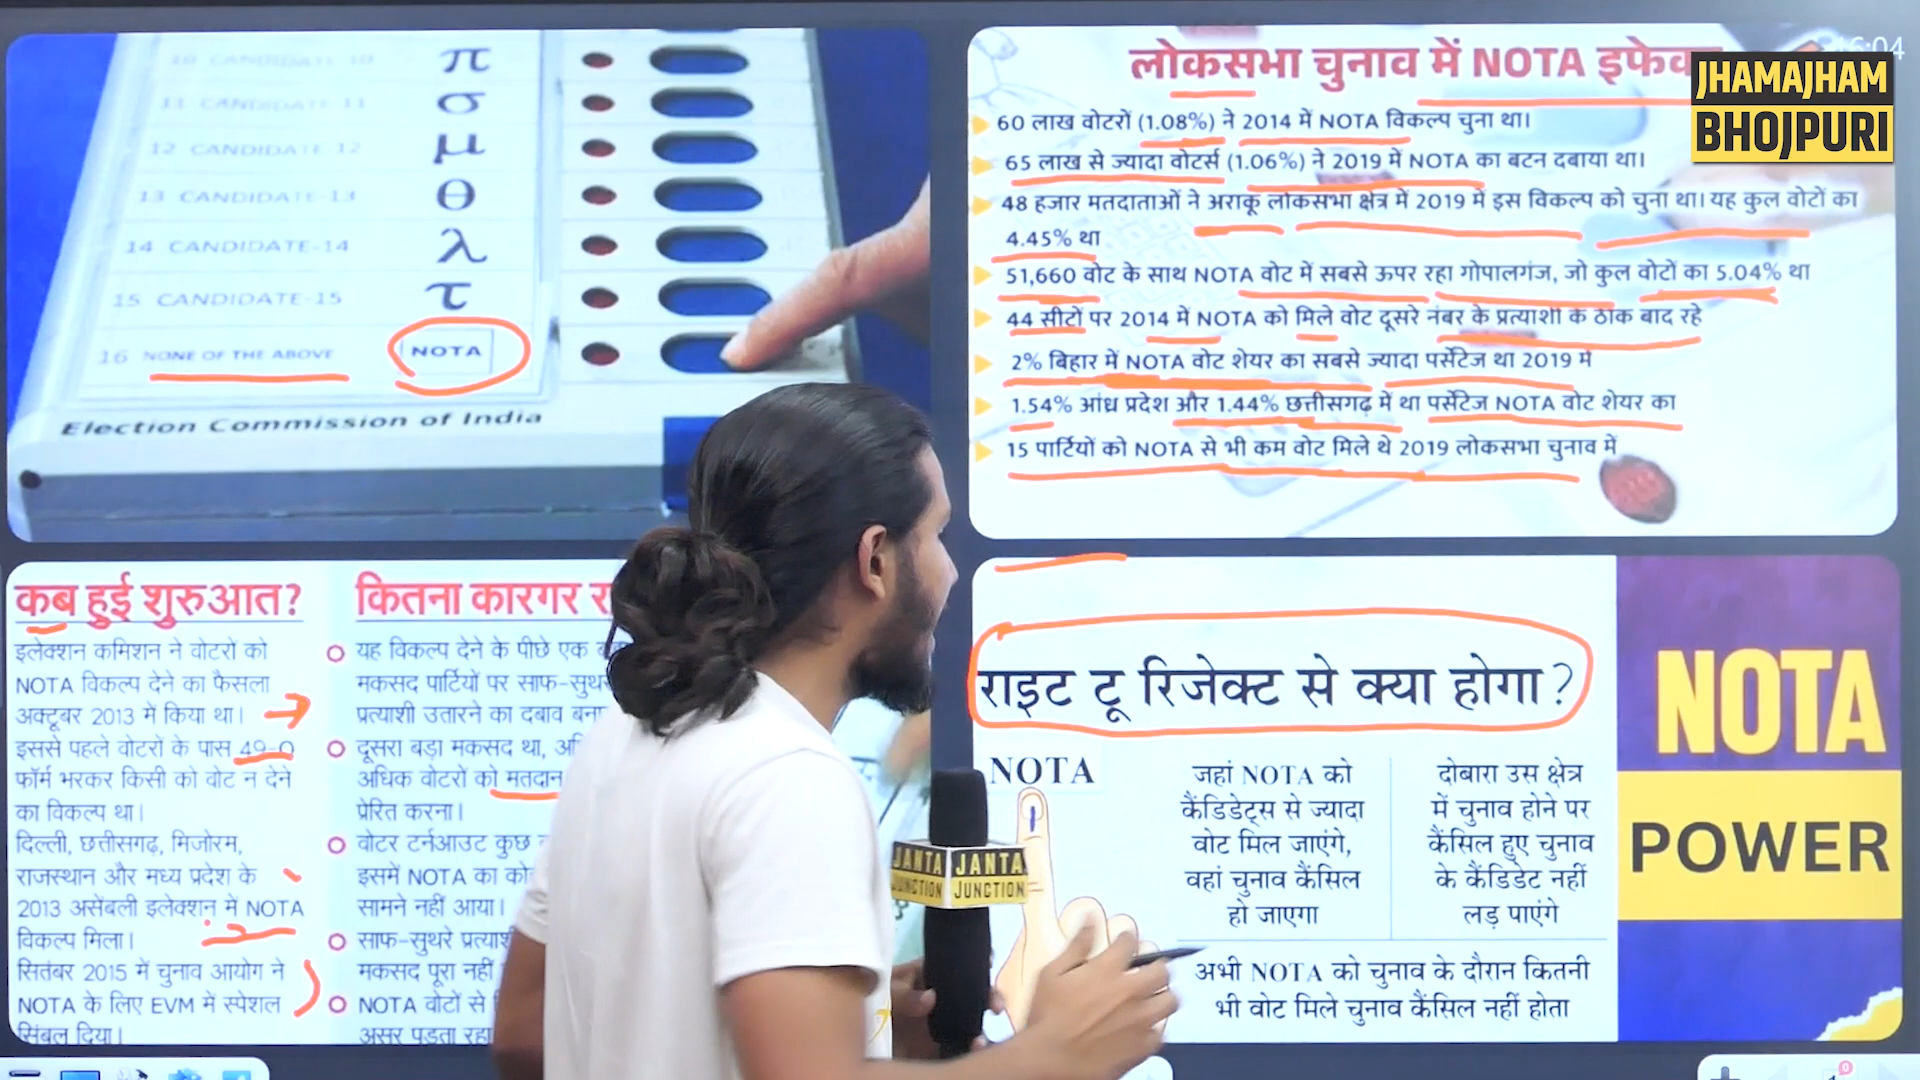 10 CANDIDATE-10 π
11 CANDIDATE-11 σ
12 CANDIDATE-12 μ
13 CANDIDATE-13 θ
14 CANDIDATE-14 λ
15 CANDIDATE-15 τ
16 NONE OF THE ABOVE NOTA
Election Commission of India
लोकसभा चुनाव में NOTA
16:04
JHAMAJHAM
BHOJPURI
60 लाख वोटरों (1.08%) ने 2014 में NOTA विकल्प चुना था।
65 लाख से ज्यादा वोटर्स (1.06%) ने 2019 में NOTA का बटन दबाया था।
48 हजार मतदाताओं ने अराकू लोकसभा क्षेत्र में 2019 में इस विकल्प को चुना था। यह कुल वोटों का
4.45% था
51,660 वोट के साथ NOTA वोट में सबसे ऊपर रहा गोपालगंज, जो कुल वोटों का 5.04% था
44 सीटों पर 2014 में NOTA को मिले वोट दूसरे नंबर के प्रत्याशी के ठीक बाद रहे
2% बिहार में NOTA वोट शेयर का सबसे ज्यादा पर्सेंटेज था 2019 में
1.54% आंध्र प्रदेश और 1.44% छत्तीसगढ़ में था पर्सेंटेज NOTA वोट शेयर का
15 पार्टियों को NOTA से भी कम वोट मिले थे 2019 लोकसभा चुनाव में
कब हुई शुरुआत?
इलेक्शन कमिशन ने वोटरों को
NOTA विकल्प देने का फैसला
अक्टूबर 2013 में किया था।
इससे पहले वोटरों के पास 49-0
फॉर्म भरकर किसी को वोट न देने
का विकल्प था।
दिल्ली, छत्तीसगढ़, मिजोरम,
राजस्थान और मध्य प्रदेश के
2013 असेंबली इलेक्शन में NOTA
विकल्प मिला।
सितंबर 2015 में चुनाव आयोग ने
NOTA के लिए EVM में स्पेशल
सिंबल दिया।
कितना कारगर
यह विकल्प देने के पीछे एक
मकसद पार्टियों पर साफ-सुथरे
प्रत्याशी उतारने का दबाव
दूसरा बड़ा मकसद था,
अधिक वोटरों को मतदान
प्रेरित करना।
वोटर टर्नआउट कुछ
इसमें NOTA का
सामने नहीं आया।
साफ-सुथरे
मकसद पूरा नहीं
NOTA वोटों से
असर पड़ता रहा
राइट टू रिजेक्ट से क्या होगा?
NOTA
जहां NOTA को
कैंडिडेट्स से ज्यादा
वोट मिल जाएंगे,
वहां चुनाव कैंसिल
हो जाएगा
दोबारा उस क्षेत्र
में चुनाव होने पर
कैंसिल हुए चुनाव
के कैंडिडेट नहीं
लड़ पाएंगे
अभी NOTA को चुनाव के दौरान कितनी
भी वोट मिले चुनाव कैंसिल नहीं होता
NOTA
POWER
JANTA JUNCTION
JANTA JUNCTION